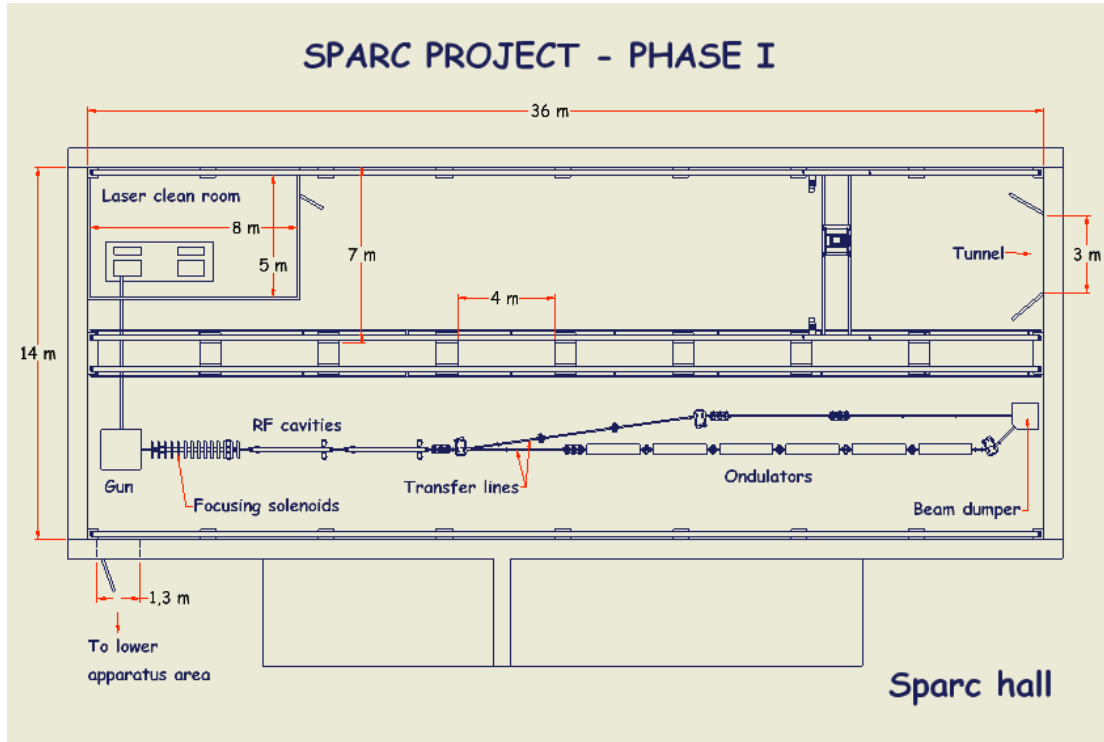 SPARC PROJECT - PHASE I
36 m
Laser clean room
8 m
5 m
7 m
4 m
Tunnel
3 m
14 m
RF cavities
Gun
Focusing solenoids
Transfer lines
Ondulators
Beam dumper
1,3 m
To lower
apparatus area
Sparc hall